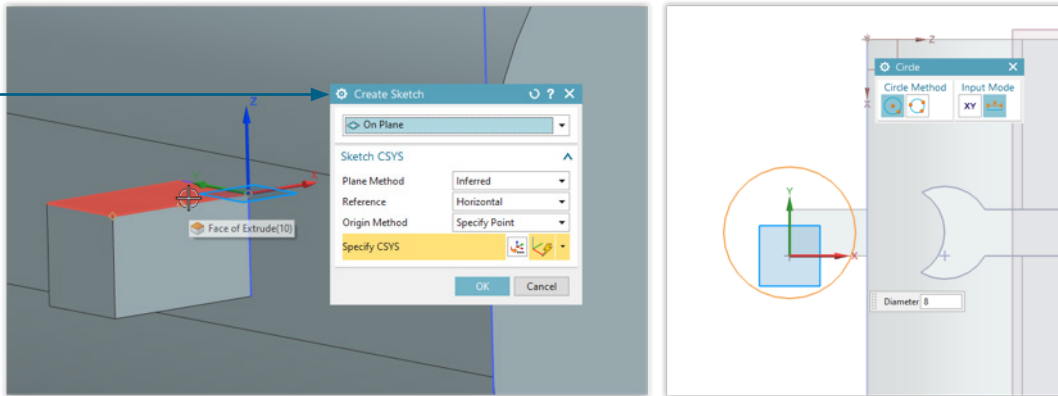 Create Sketch
On Plane
Sketch CSYS
Plane Method Inferred
Reference Horizontal
Origin Method Specify Point
Specify CSYS
OK Cancel
Z
X
Y
Face of Extrude(10)
Z
X
Circle
Circle Method Input Mode
XY
Y
X
Diameter 8